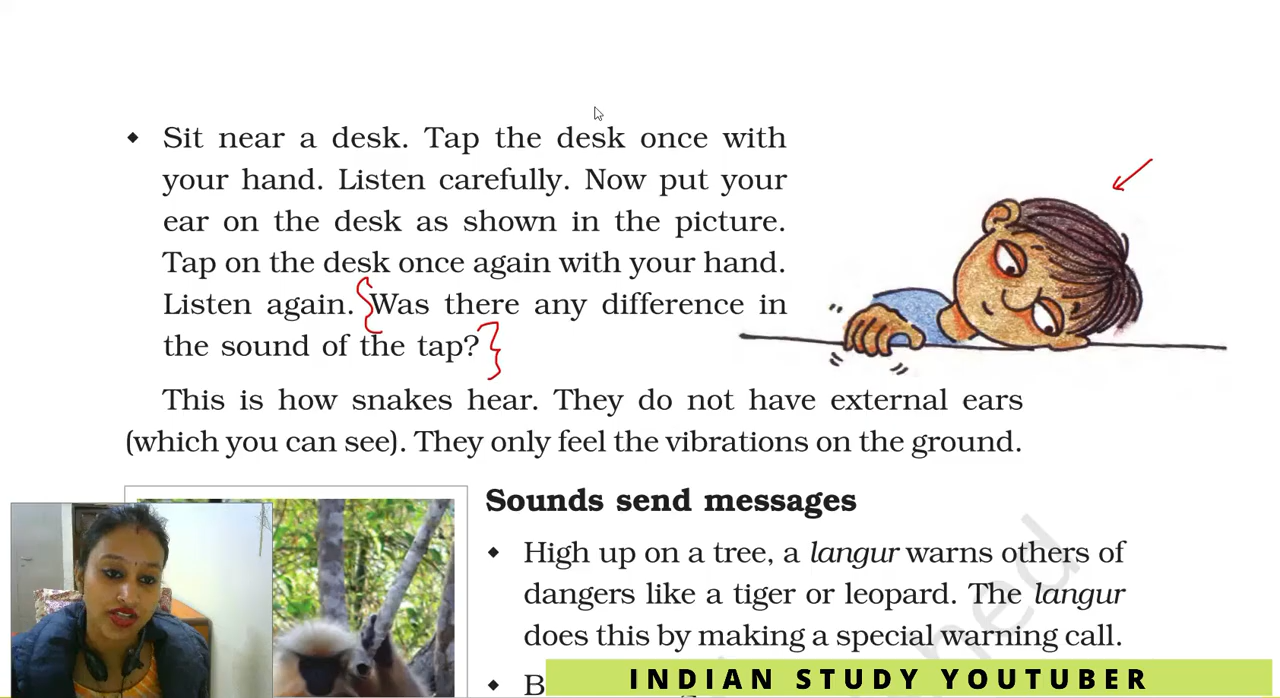 ◆ Sit near a desk. Tap the desk once with
your hand. Listen carefully. Now put your
ear on the desk as shown in the picture.
Tap on the desk once again with your hand.
Listen again. Was there any difference in
the sound of the tap?
This is how snakes hear. They do not have external ears
(which you can see). They only feel the vibrations on the ground.
Sounds send messages
◆ High up on a tree, a langur warns others of
dangers like a tiger or leopard. The langur
does this by making a special warning call.
◆ B
INDIAN STUDY YOUTUBER